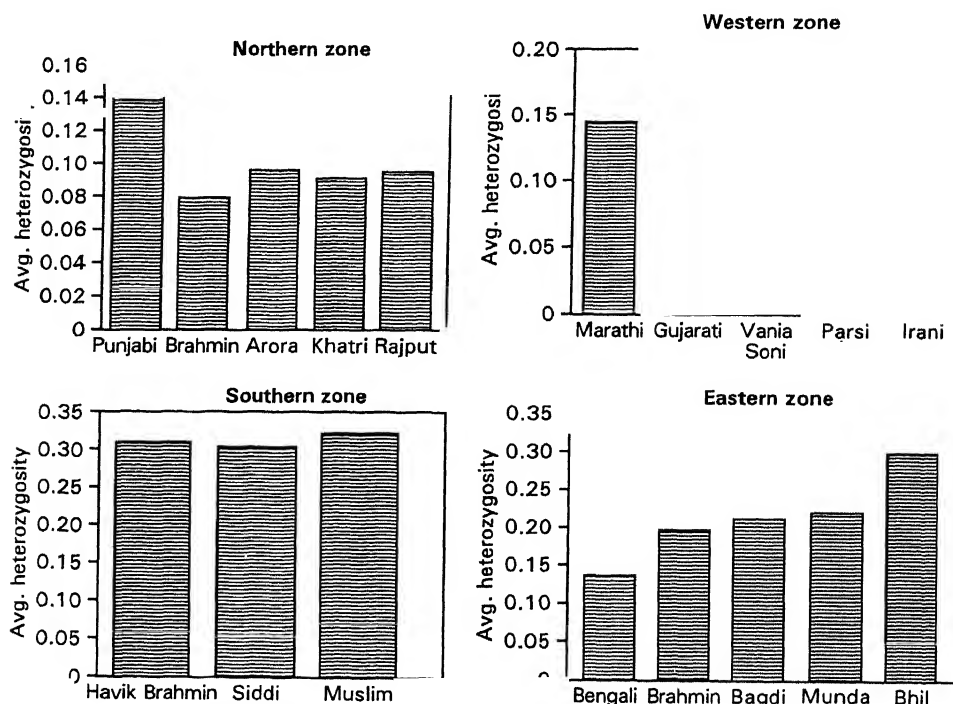 Northern zone
Avg. heterozygosi
0.16
0.14
0.12
0.10
0.08
0.06
0.04
0.02
0
Punjabi Brahmin Arora Khatri Rajput
Western zone
Avg. heterozygosi
0.20
0.15
0.10
0.05
0
Marathi Gujarati Vania Parsi Irani
Soni
Southern zone
Avg. heterozygosity
0.35
0.30
0.25
0.20
0.15
0.10
0.05
0
Havik Brahmin Siddi Muslim
Eastern zone
Avg. heterozygosity
0.35
0.30
0.25
0.20
0.15
0.10
0.05
Bengali Brahmin Bagdi Munda Bhil